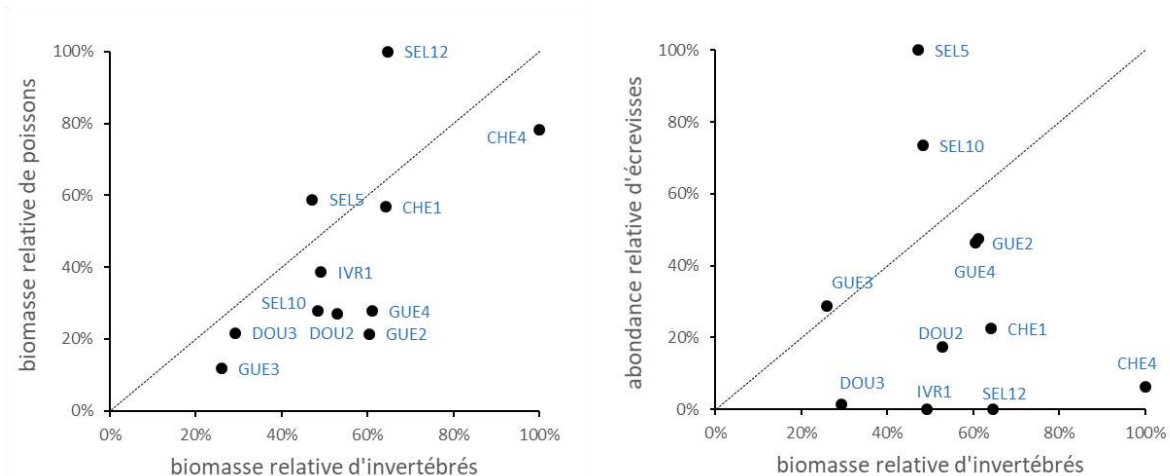 biomasse relative de poissons
100%
80%
60%
40%
20%
0%
SEL12
CHE4
SEL5
CHE1
IVR1
SEL10
GUE4
DOU3
DOU2
GUE2
GUE3
0%
20%
40%
60%
80%
100%
biomasse relative d'invertébrés
abondance relative d'écrevisses
100%
80%
60%
40%
20%
0%
SEL5
SEL10
GUE2
GUE4
GUE3
DOU2
CHE1
CHE4
DOU3
IVR1
SEL12
0%
20%
40%
60%
80%
100%
biomasse relative d'invertébrés